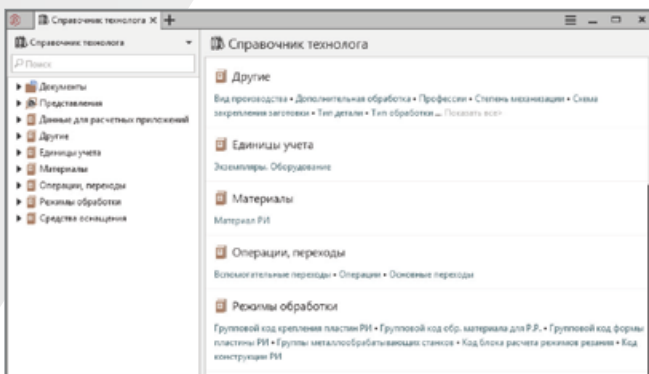 Справочник технолога
Справочник технолога
Поиск
Документы
Представления
Данные для расчетных приложений
Другие
Единицы учета
Материалы
Операции, переходы
Режимы обработки
Средства оснащения
Справочник технолога
Другие
Вид производства • Дополнительная обработка • Профессии • Степень механизации • Схема
закрепления заготовки • Тип детали • Тип обработки ... Показать все>
Единицы учета
Экземпляры. Оборудование
Материалы
Материал РИ
Операции, переходы
Вспомогательные переходы • Операции • Основные переходы
Режимы обработки
Групповой код крепления пластин РИ • Групповой код обр. материала для Р.Р. • Групповой код формы
пластины РИ • Группы металлообрабатывающих станков • Код блока расчета режимов резания • Код
конструкции РИ